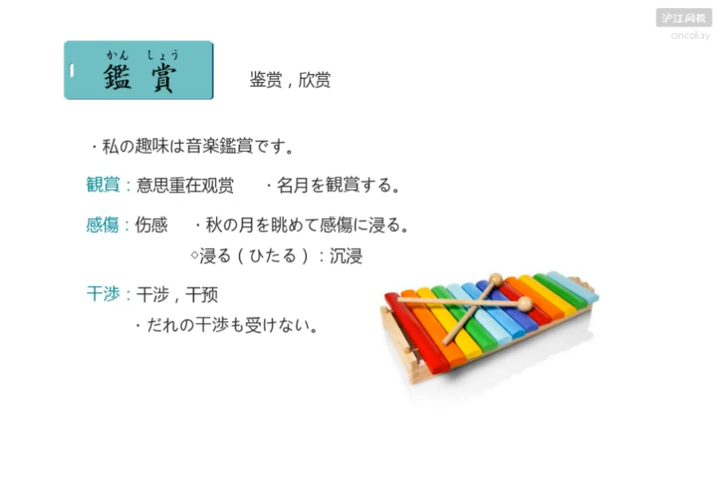 沪江网校
cincokay
かん しょう
鑑賞 鉴赏，欣赏
・私の趣味は音楽鑑賞です。
観賞：意思重在观赏 ・名月を観賞する。
感傷：伤感 ・秋の月を眺めて感傷に浸る。
◇浸る（ひたる）：沉浸
干渉：干涉，干预
・だれの干渉も受けない。